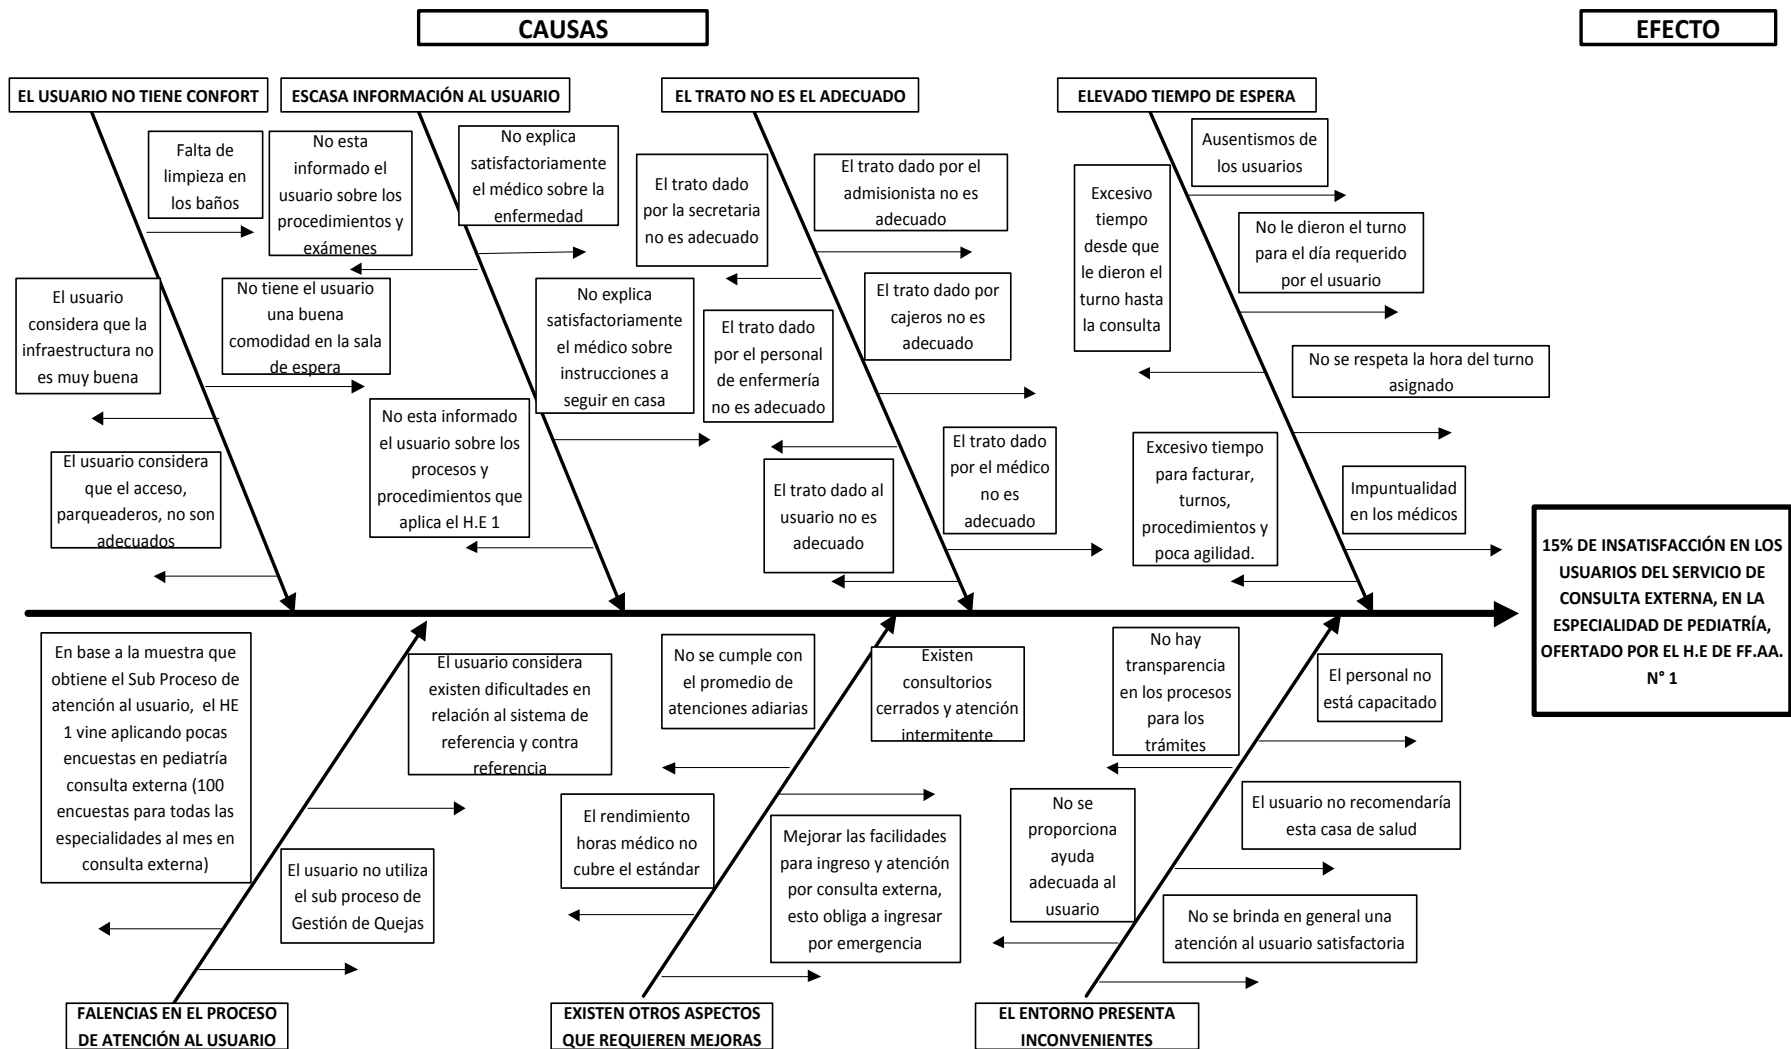 CAUSAS
EFECTO
EL USUARIO NO TIENE CONFORT
ESCASA INFORMACIÓN AL USUARIO
EL TRATO NO ES EL ADECUADO
ELEVADO TIEMPO DE ESPERA
Falta de
limpieza en
los baños
El usuario
considera que la
infraestructura no
es muy buena
No tiene el usuario
una buena
comodidad en la sala
de espera
El usuario considera
que el acceso,
parqueaderos, no son
adecuados
No esta
informado el
usuario sobre los
procedimientos y
exámenes
No explica
satisfactoriamente
el médico sobre la
enfermedad
No explica
satisfactoriamente
el médico sobre
instrucciones a
seguir en casa
No esta informado
el usuario sobre los
procesos y
procedimientos que
aplica el H.E 1
El trato dado
por la secretaria
no es adecuado
El trato dado por el
admisionista no es
adecuado
El trato dado
por el personal
de enfermería
no es adecuado
El trato dado por
cajeros no es
adecuado
El trato dado al
usuario no es
adecuado
El trato dado
por el médico
no es
adecuado
Excesivo
tiempo
desde que
le dieron el
turno hasta
la consulta
Ausentismos de
los usuarios
No le dieron el turno
para el día requerido
por el usuario
No se respeta la hora del turno
asignado
Excesivo tiempo
para facturar,
turnos,
procedimientos y
poca agilidad.
Impuntualidad
en los médicos
15% DE INSATISFACCIÓN EN LOS
USUARIOS DEL SERVICIO DE
CONSULTA EXTERNA, EN LA
ESPECIALIDAD DE PEDIATRÍA,
OFERTADO POR EL H.E DE FF.AA.
N° 1
En base a la muestra que
obtiene el Sub Proceso de
atención al usuario, el HE
1 vine aplicando pocas
encuestas en pediatría
consulta externa (100
encuestas para todas las
especialidades al mes en
consulta externa)
El usuario considera
existen dificultades en
relación al sistema de
referencia y contra
referencia
El usuario no utiliza
el sub proceso de
Gestión de Quejas
No se cumple con
el promedio de
atenciones adiarias
Existen
consultorios
cerrados y atención
intermitente
El rendimiento
horas médico no
cubre el estándar
Mejorar las facilidades
para ingreso y atención
por consulta externa,
esto obliga a ingresar
por emergencia
No hay
transparencia
en los procesos
para los
trámites
El personal no
está capacitado
No se
proporciona
ayuda
adecuada al
usuario
El usuario no recomendaría
esta casa de salud
No se brinda en general una
atención al usuario satisfactoria
FALENCIAS EN EL PROCESO
DE ATENCIÓN AL USUARIO
EXISTEN OTROS ASPECTOS
QUE REQUIEREN MEJORAS
EL ENTORNO PRESENTA
INCONVENIENTES